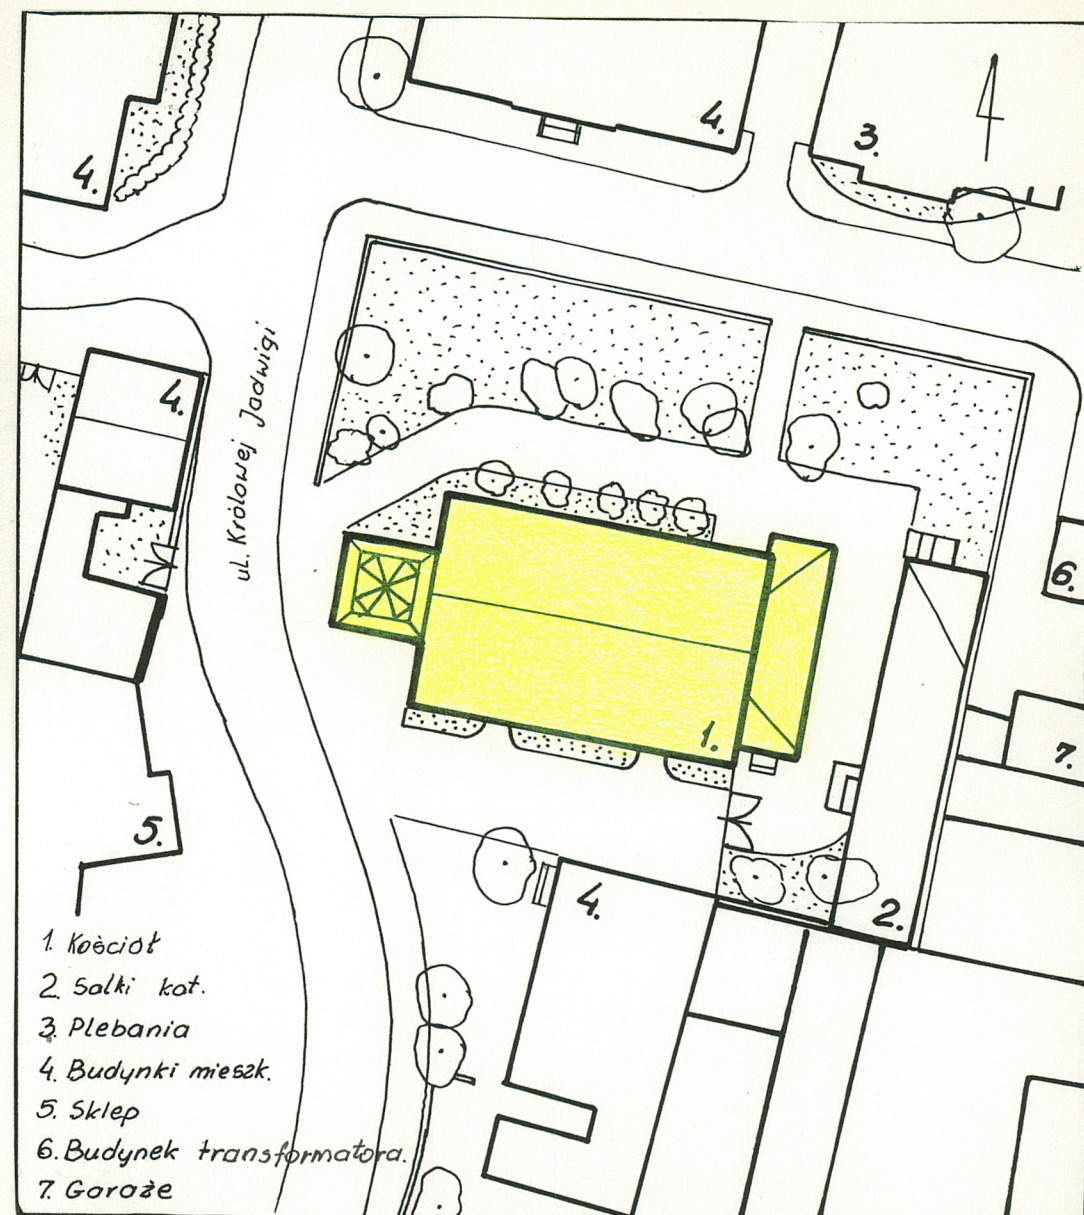 4.
4.
3.
4.
ul. Królowej Jadwigi
6.
1.
7.
5.
4.
2.
1. Kościół
2. Salki kat.
3. Plebania
4. Budynki mieszk.
5. Sklep
6. Budynek transformatora.
7. Garaże